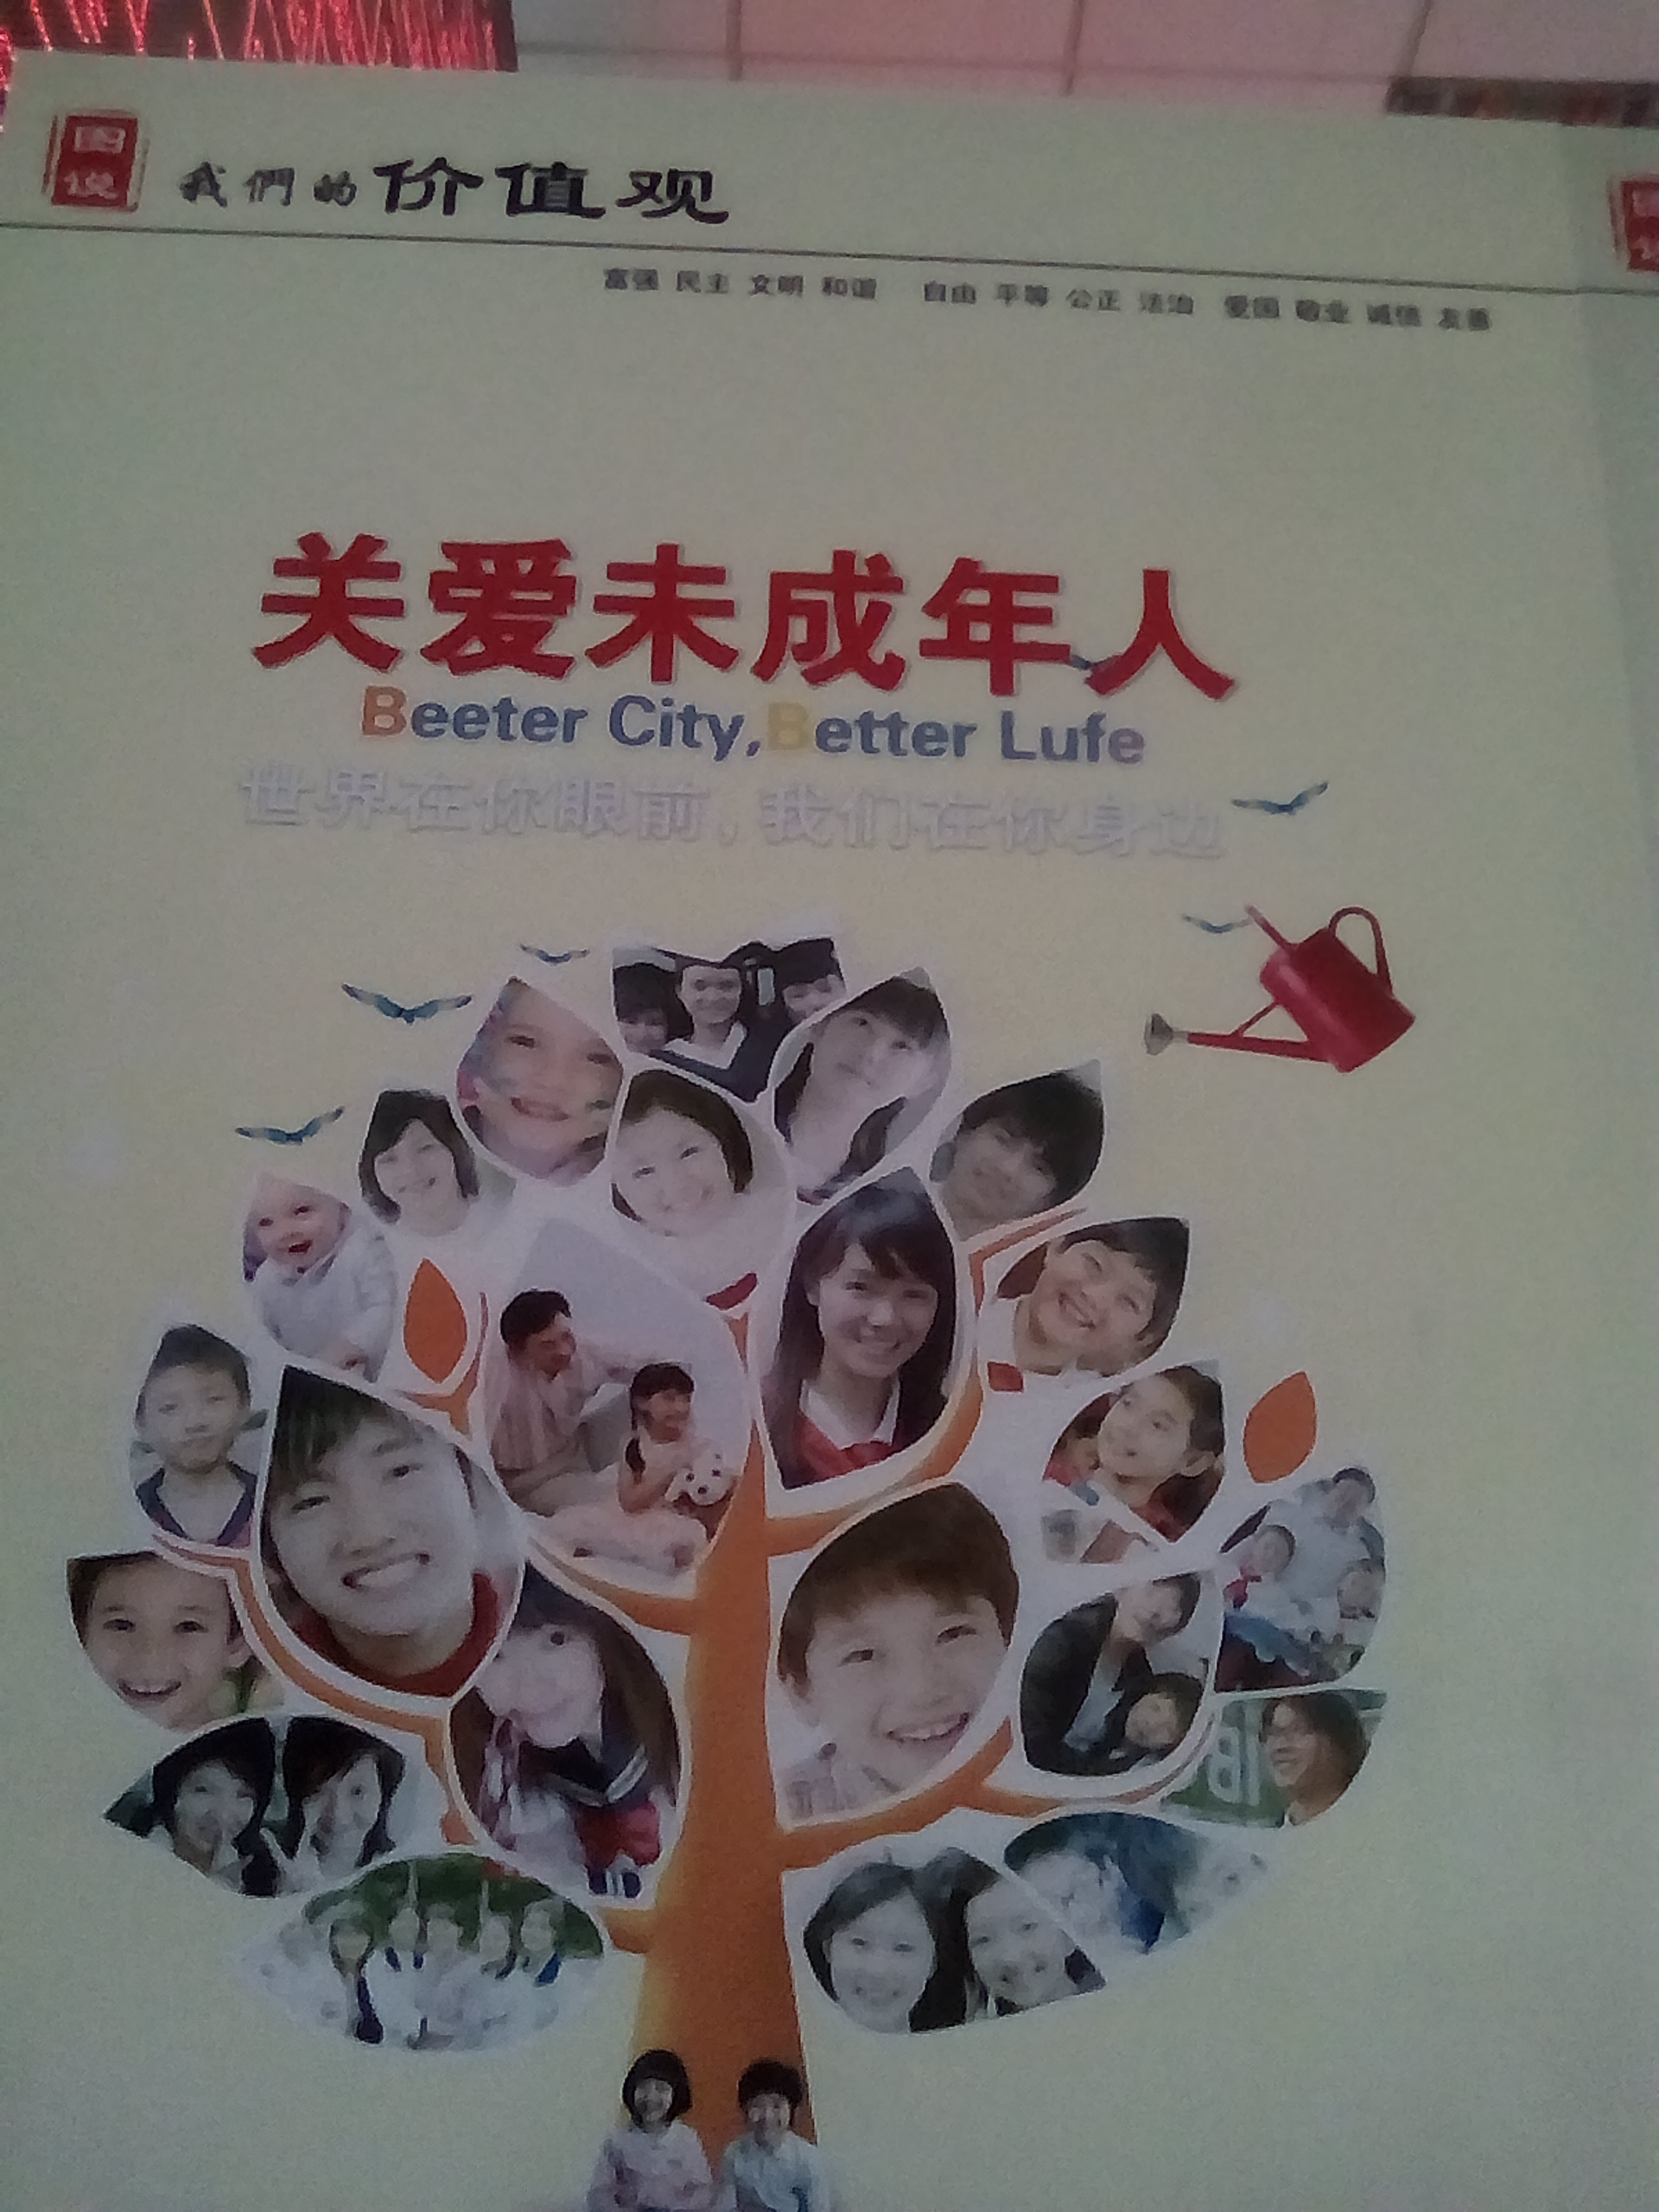 图说 我們的价值观
富强 民主 文明 和谐 自由 平等 公正 法治 爱国 敬业 诚信 友善
关爱未成年人
Beeter City,Better Lufe
世界在你眼前，我们在你身边